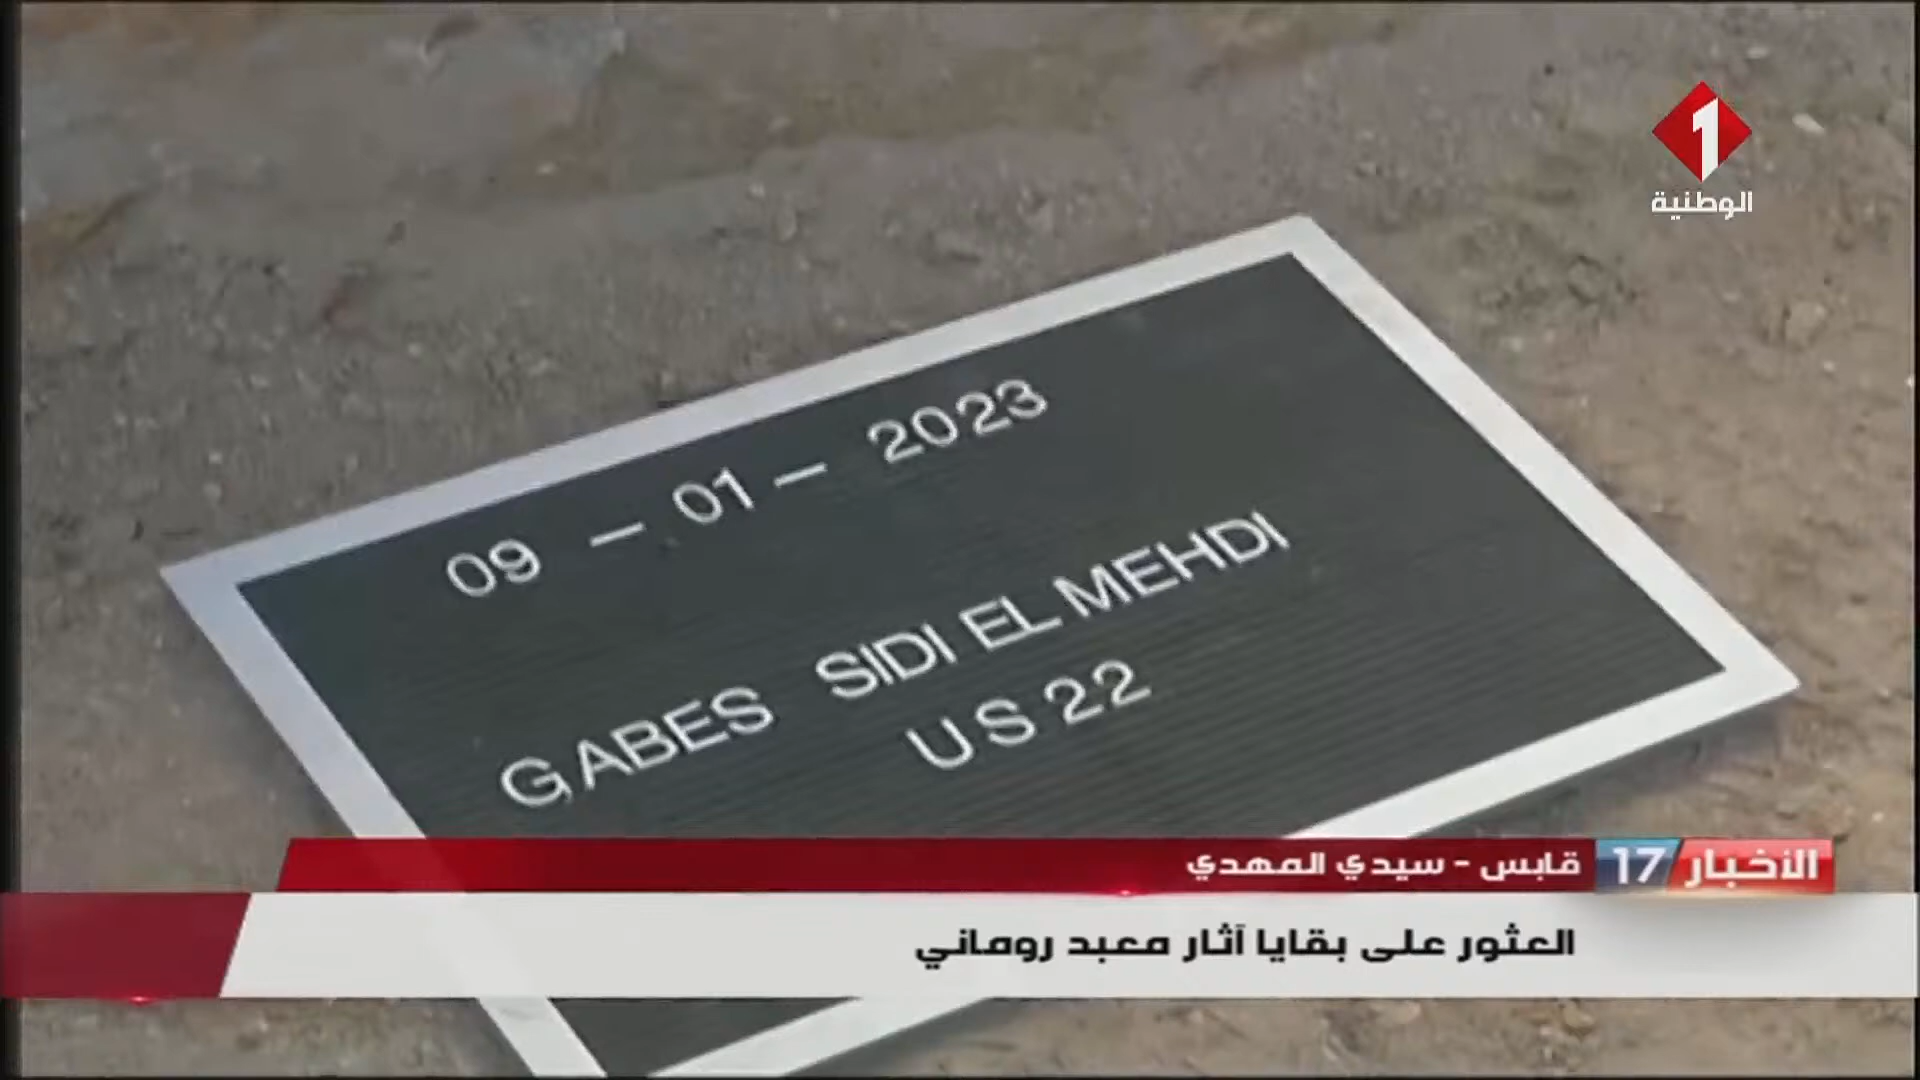 1
الوطنية
09 – 01 – 2023
GABES SIDI EL MEHDI
US 22
الأخبار 17 قابس - سيدي المهدي
العثور على بقايا آثار معبد روماني